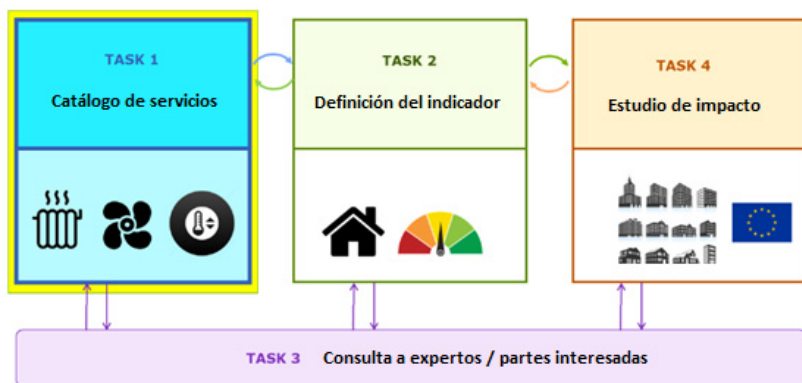 TASK 1
Catálogo de servicios
TASK 2
Definición del indicador
TASK 4
Estudio de impacto
TASK 3 Consulta a expertos / partes interesadas